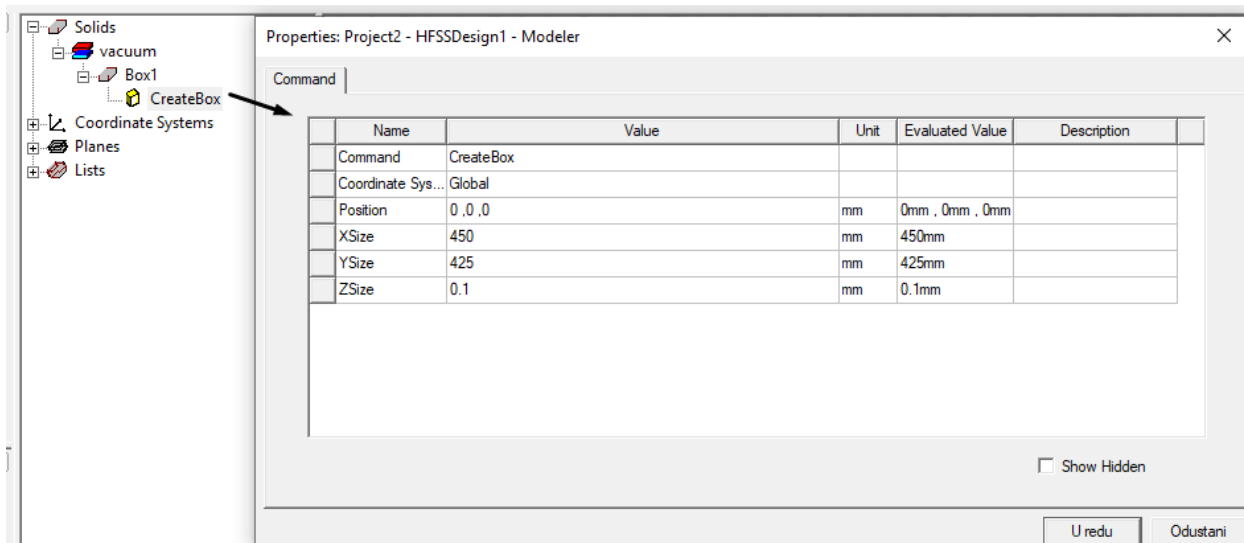 Solids
vacuum
Box1
CreateBox
Coordinate Systems
Planes
Lists
Properties: Project2 - HFSSDesign1 - Modeler
Command
Name Value Unit Evaluated Value Description
Command CreateBox
Coordinate Sys... Global
Position 0 ,0 ,0 mm 0mm , 0mm , 0mm
XSize 450 mm 450mm
YSize 425 mm 425mm
ZSize 0.1 mm 0.1mm
Show Hidden
U redu Odustani